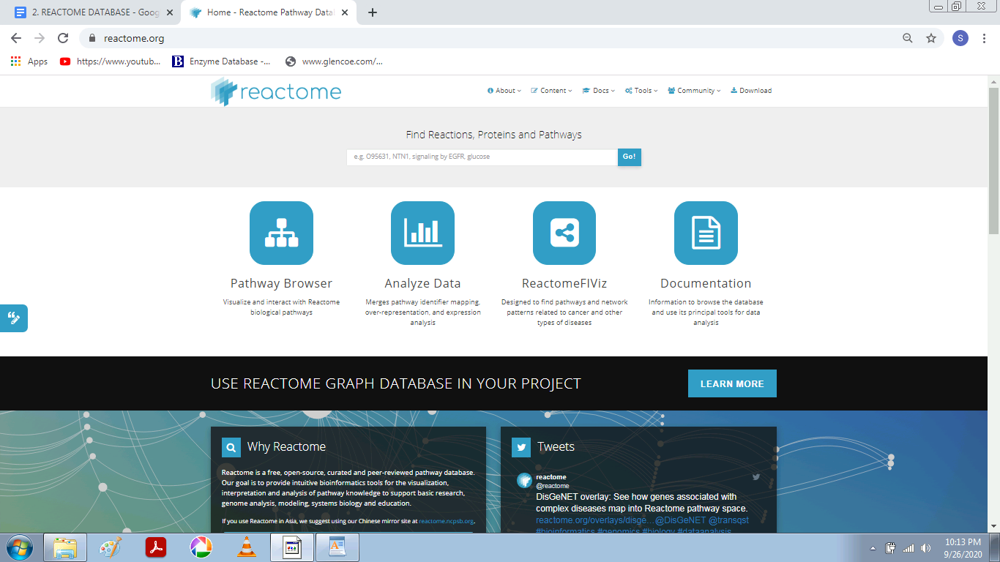 2. REACTOME DATABASE - Goog
Home - Reactome Pathway Data
reactome.org
S
Apps
https://www.youtub...
B
Enzyme Database -...
www.glencoe.com/...
reactome
About
Content
Docs
Tools
Community
Download
Find Reactions, Proteins and Pathways
e.g. O95631, NTN1, signaling by EGFR, glucose
Go!
Pathway Browser
Visualize and interact with Reactome
biological pathways
Analyze Data
Merges pathway identifier mapping,
over-representation, and expression
analysis
ReactomeFIViz
Designed to find pathways and network
patterns related to cancer and other
types of diseases
Documentation
Information to browse the database
and use its principal tools for data
analysis
USE REACTOME GRAPH DATABASE IN YOUR PROJECT
LEARN MORE
Why Reactome
Reactome is a free, open-source, curated and peer-reviewed pathway database.
Our goal is to provide intuitive bioinformatics tools for the visualization,
interpretation and analysis of pathway knowledge to support basic research,
genome analysis, modeling, systems biology and education.
If you use Reactome in Asia, we suggest using our Chinese mirror site at reactome.ncpsb.org.
Tweets
reactome
@reactome
DisGeNET overlay: See how genes associated with
complex diseases map into Reactome pathway space.
reactome.org/overlays/disge…@DisGeNET @transqst
#bioinformatics #genomics #biology #dataanalysis
10:13 PM
9/26/2020